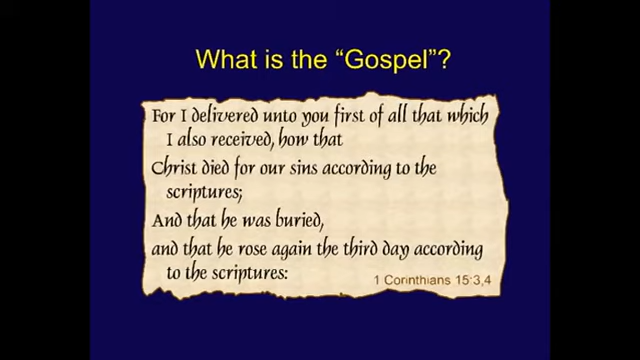 What is the “Gospel”?
For I delivered unto you first of all that which
I also received, how that
Christ died for our sins according to the
scriptures;
And that he was buried,
and that he rose again the third day according
to the scriptures:
1 Corinthians 15:3,4